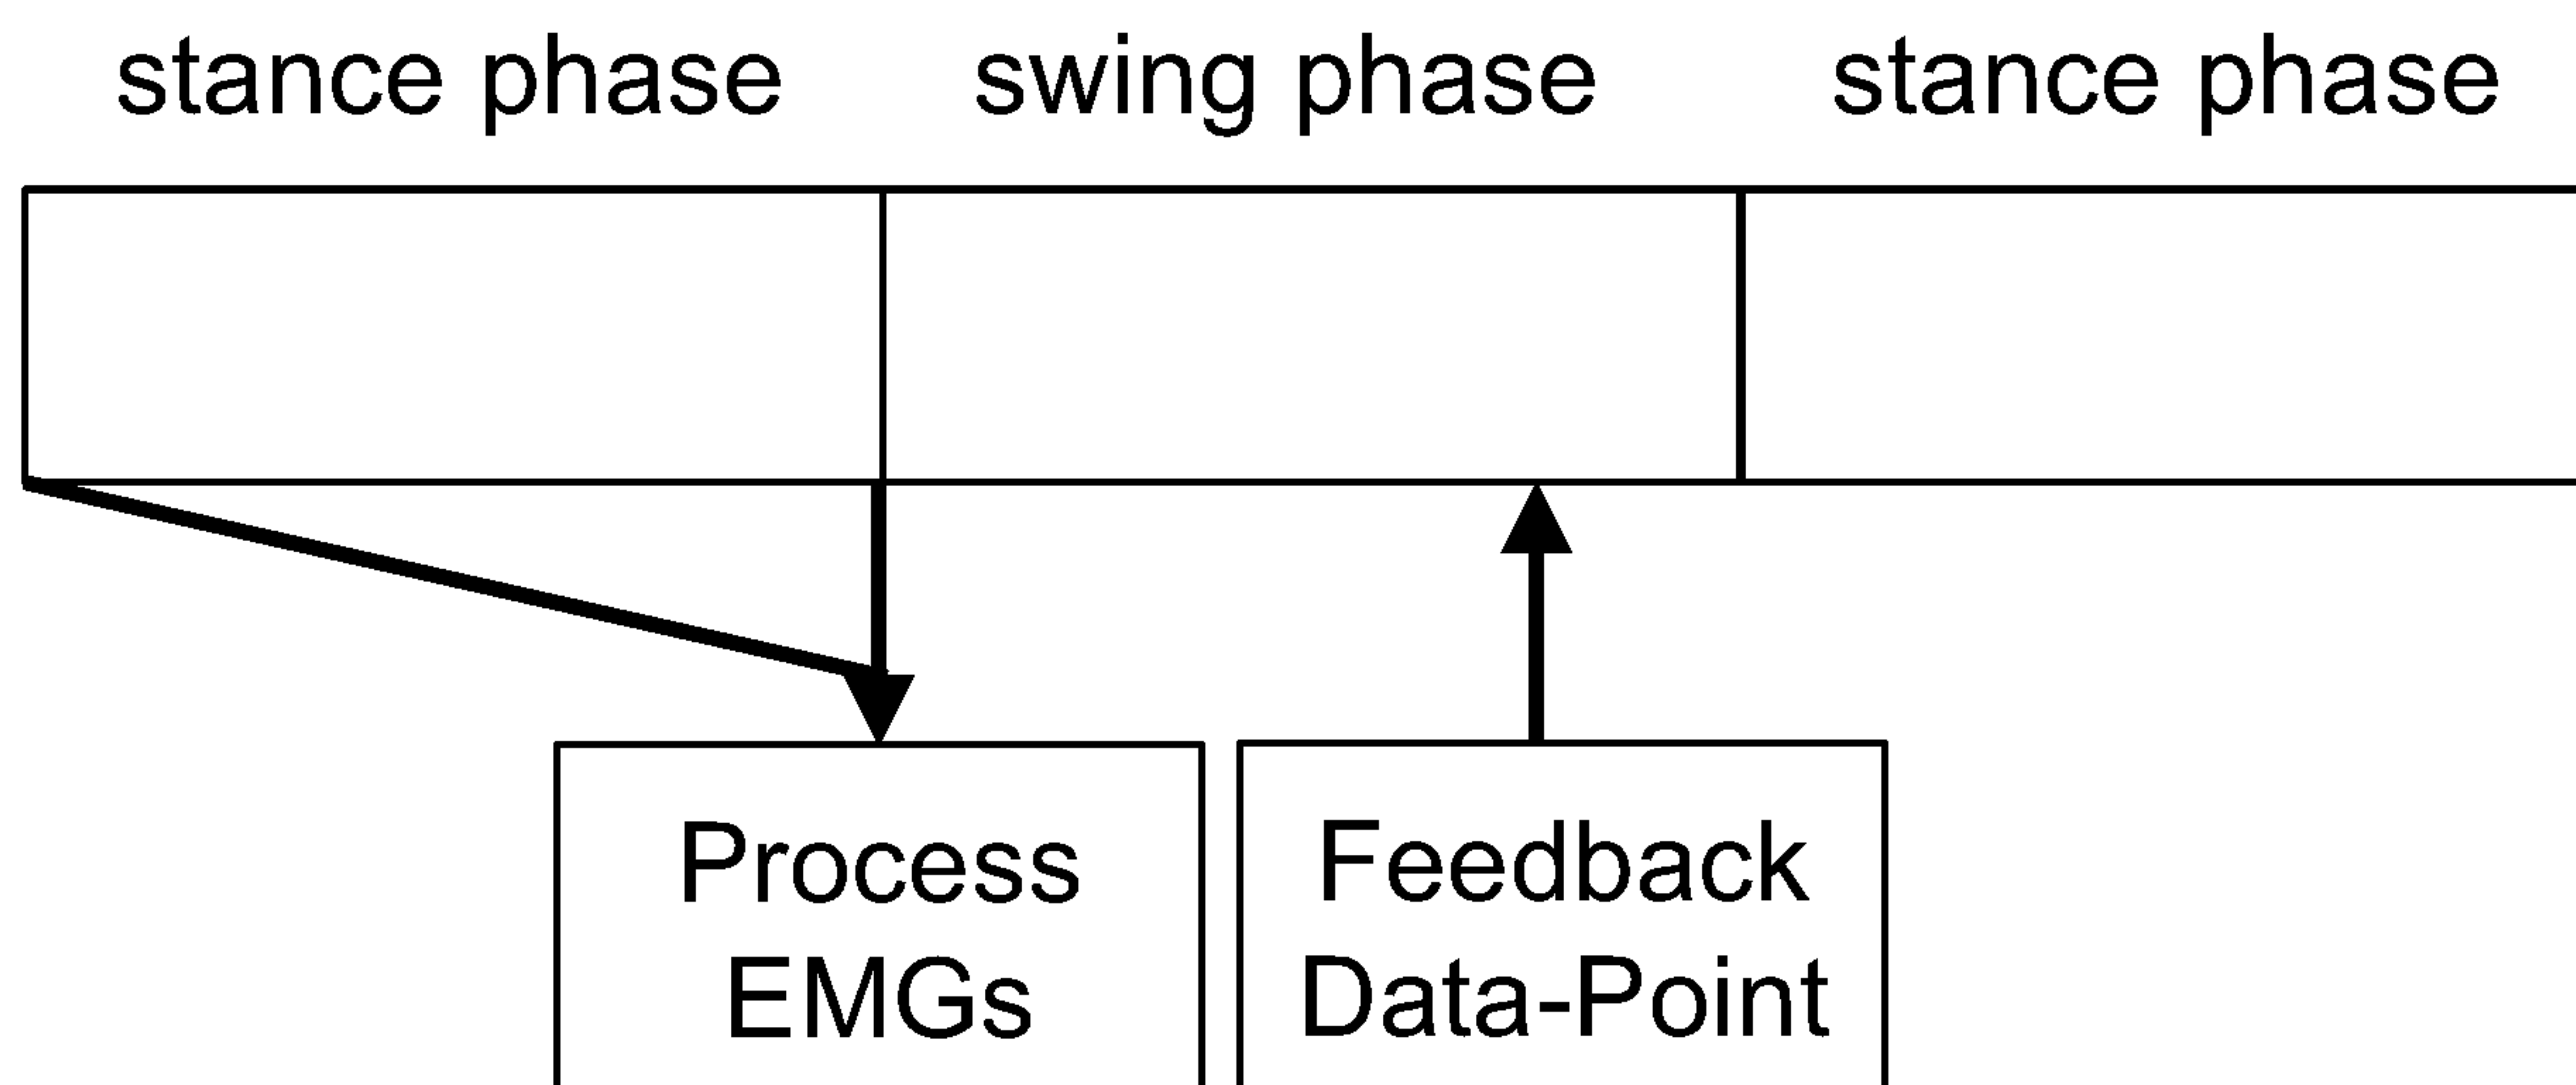 stance phase swing phase stance phase
Process
EMGs
Feedback
Data-Point